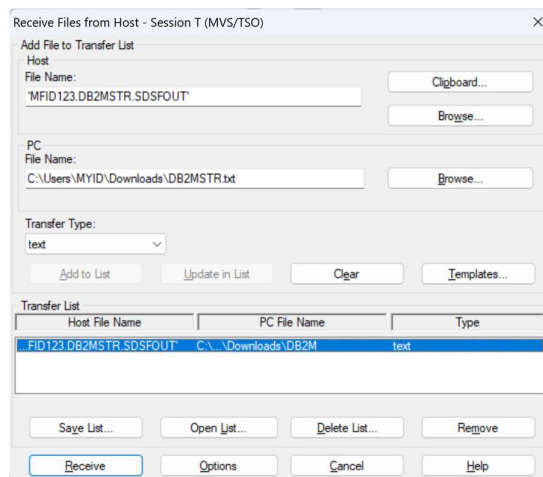 Receive Files from Host - Session T (MVS/TSO)
Add File to Transfer List
Host
File Name:
'MFID123.DB2MSTR.SDSFOUT'
Clipboard...
Browse...
PC
File Name:
C:\Users\MYID\Downloads\DB2MSTR.txt
Browse...
Transfer Type:
text
Add to List Update in List Clear Templates...
Transfer List
Host File Name PC File Name Type
...FID123.DB2MSTR.SDSFOUT' C:\...\Downloads\DB2M text
Save List... Open List... Delete List... Remove
Receive Options Cancel Help